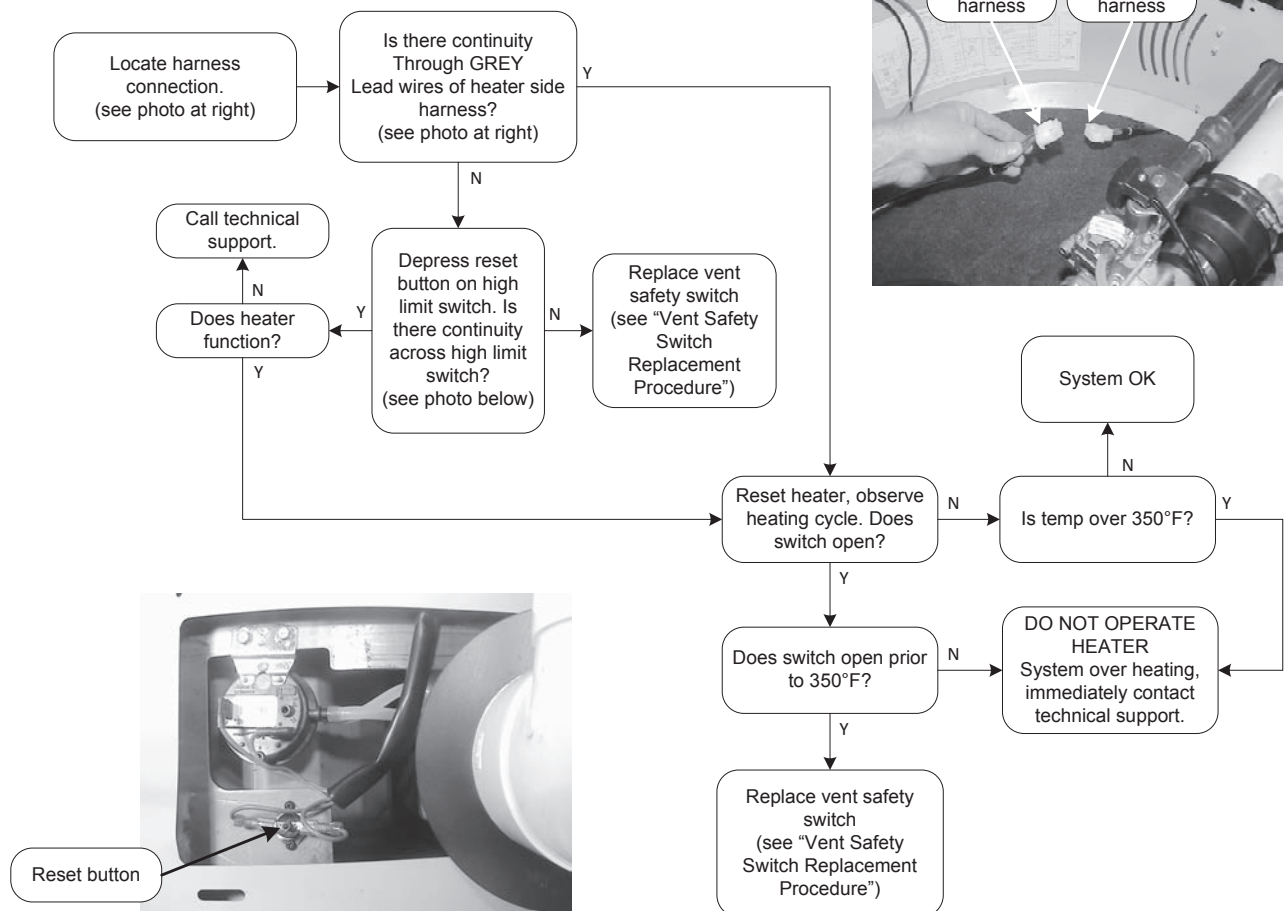 harness
harness
Locate harness
connection.
(see photo at right)
Is there continuity
Through GREY
Lead wires of heater side
harness?
(see photo at right)
Y
N
Call technical
support.
N
Does heater
function?
Y
Y
Depress reset
button on high
limit switch. Is
there continuity
across high limit
switch?
(see photo below)
N
Replace vent
safety switch
(see “Vent Safety
Switch
Replacement
Procedure”)
System OK
N
Reset heater, observe
heating cycle. Does
switch open?
N
Is temp over 350°F?
Y
Y
Does switch open prior
to 350°F?
N
DO NOT OPERATE
HEATER
System over heating,
immediately contact
technical support.
Y
Replace vent safety
switch
(see “Vent Safety
Switch Replacement
Procedure”)
Reset button